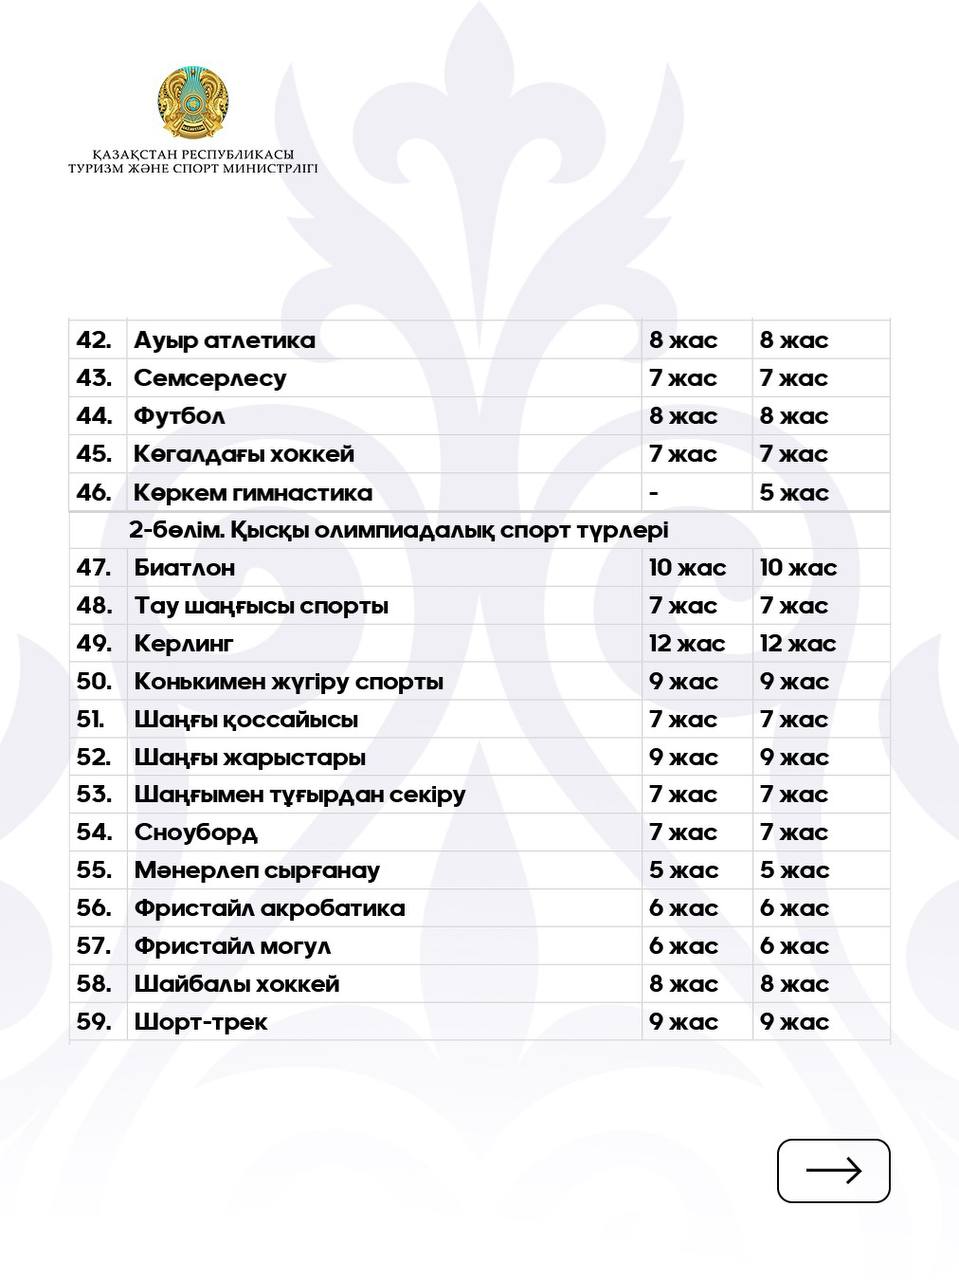 ҚАЗАҚСТАН РЕСПУБЛИКАСЫ
ТУРИЗМ ЖӘНЕ СПОРТ МИНИСТРЛІГІ
42. Ауыр атлетика 8 жас 8 жас
43. Семсерлесу 7 жас 7 жас
44. Футбол 8 жас 8 жас
45. Көгалдағы хоккей 7 жас 7 жас
46. Көркем гимнастика - 5 жас
2-бөлім. Қысқы олимпиадалық спорт түрлері
47. Биатлон 10 жас 10 жас
48. Тау шаңғысы спорты 7 жас 7 жас
49. Керлинг 12 жас 12 жас
50. Конькимен жүгіру спорты 9 жас 9 жас
51. Шаңғы қоссайысы 7 жас 7 жас
52. Шаңғы жарыстары 9 жас 9 жас
53. Шаңғымен тұғырдан секіру 7 жас 7 жас
54. Сноуборд 7 жас 7 жас
55. Мәнерлеп сырғанау 5 жас 5 жас
56. Фристайл акробатика 6 жас 6 жас
57. Фристайл могул 6 жас 6 жас
58. Шайбалы хоккей 8 жас 8 жас
59. Шорт-трек 9 жас 9 жас